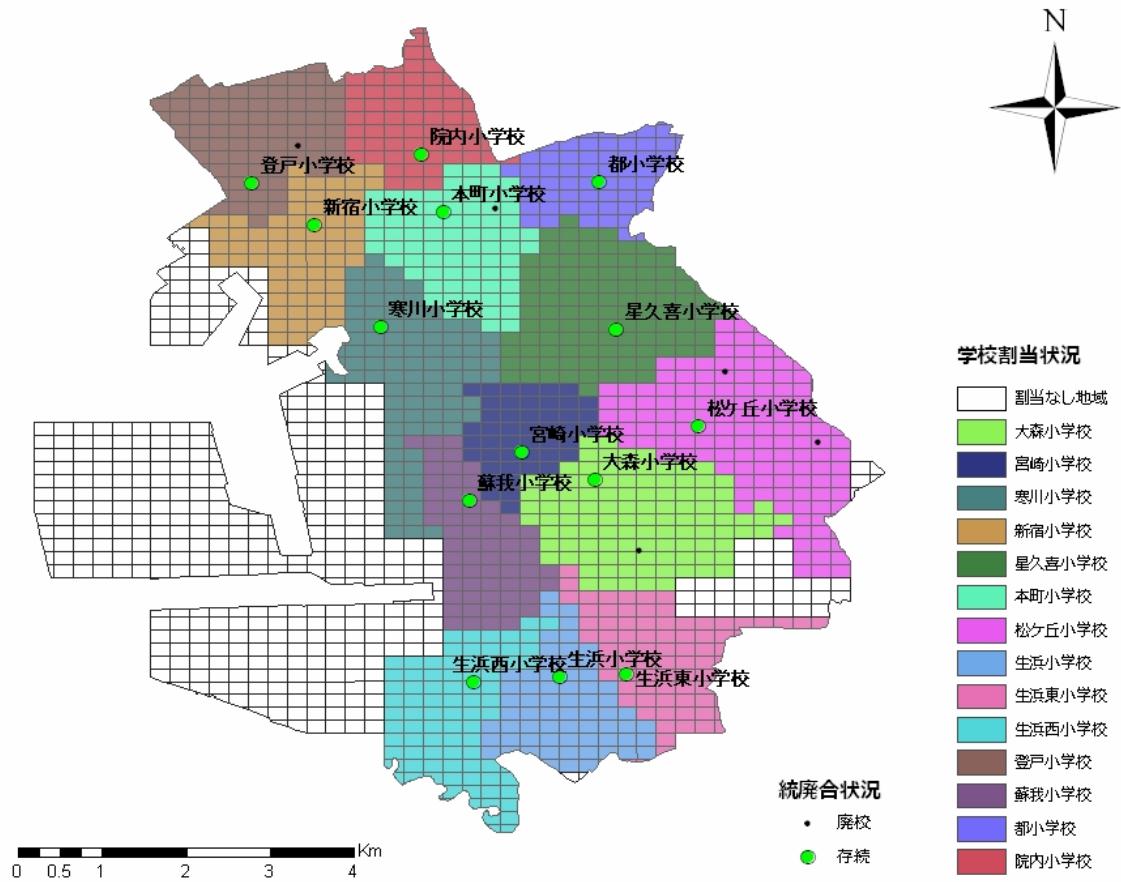 N
院内小学校
登戸小学校
都小学校
本町小学校
新宿小学校
寒川小学校
星久喜小学校
松ケ丘小学校
宮崎小学校
大森小学校
蘇我小学校
生浜西小学校
生浜小学校
生浜東小学校
学校割当状況
割当なし地域
大森小学校
宮崎小学校
寒川小学校
新宿小学校
星久喜小学校
本町小学校
松ケ丘小学校
生浜小学校
生浜東小学校
生浜西小学校
登戸小学校
蘇我小学校
都小学校
院内小学校
統廃合状況
廃校
存続
Km
0 0.5 1 2 3 4